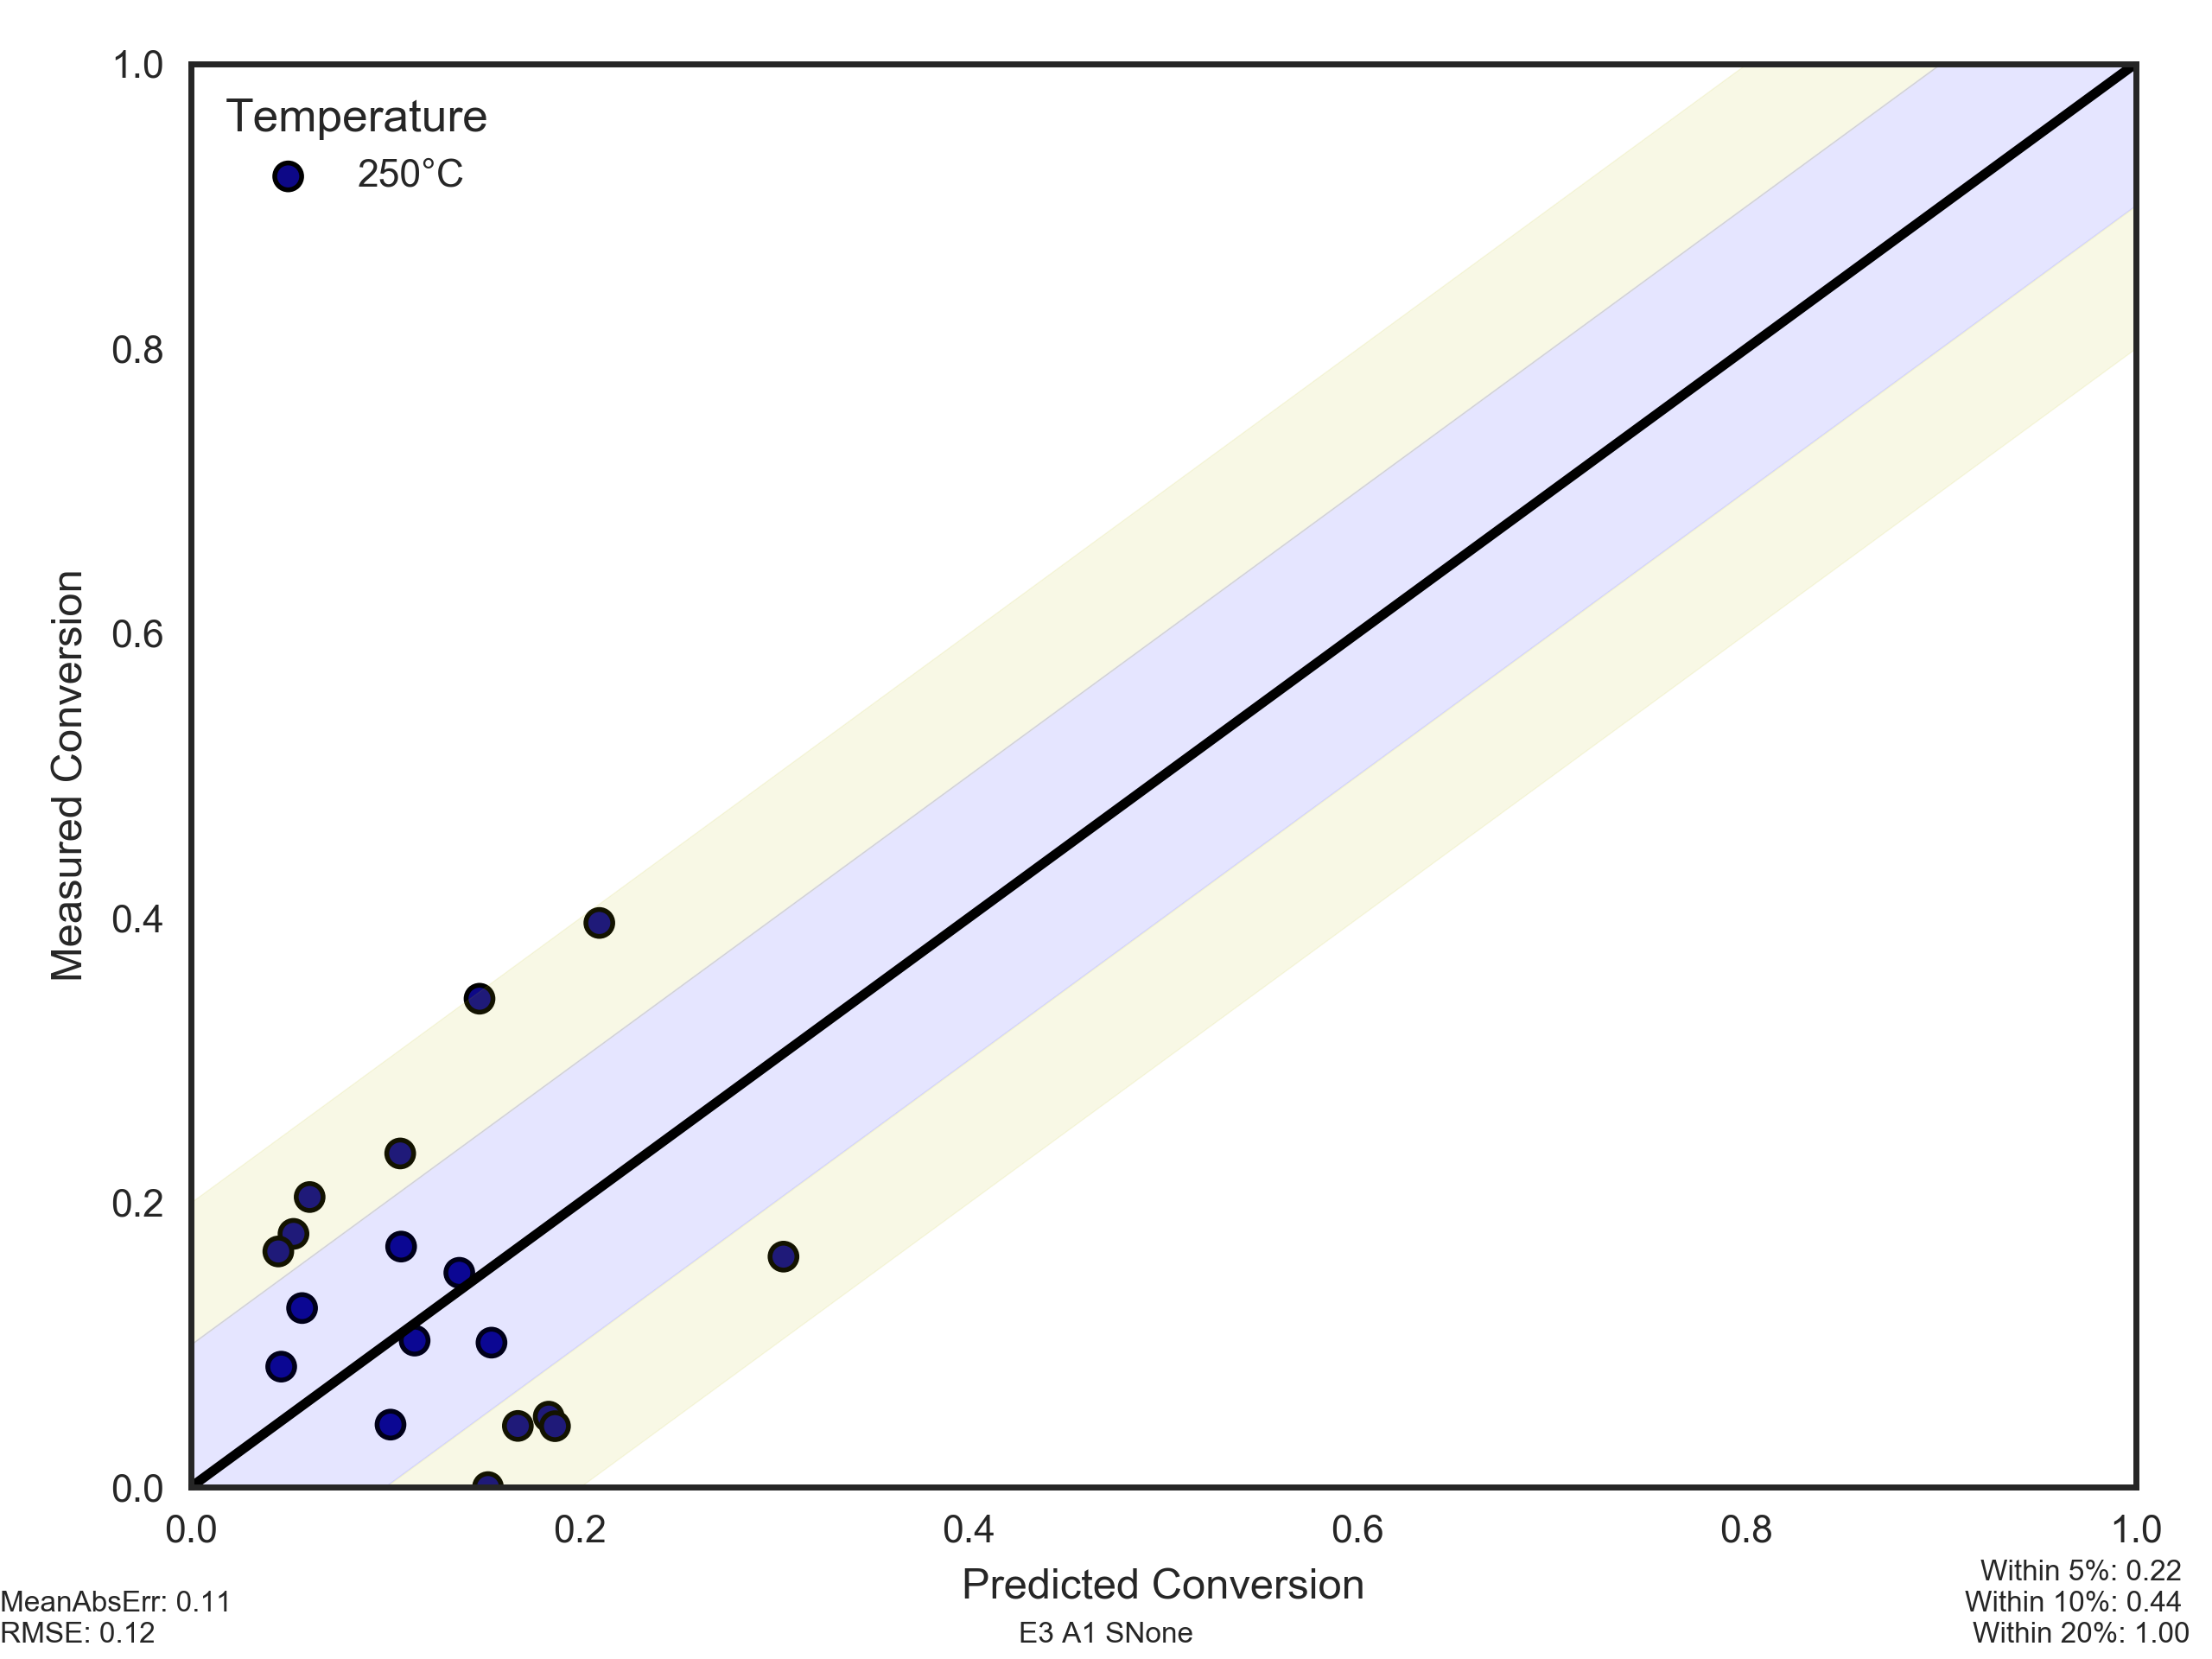 1.0
Temperature
250°C
0.8
0.6
0.4
0.2
0.0
Measured Conversion
0.0 0.2 0.4 0.6 0.8 1.0
Predicted Conversion
E3 A1 SNone
MeanAbsErr: 0.11
RMSE: 0.12
Within 5%: 0.22
Within 10%: 0.44
Within 20%: 1.00